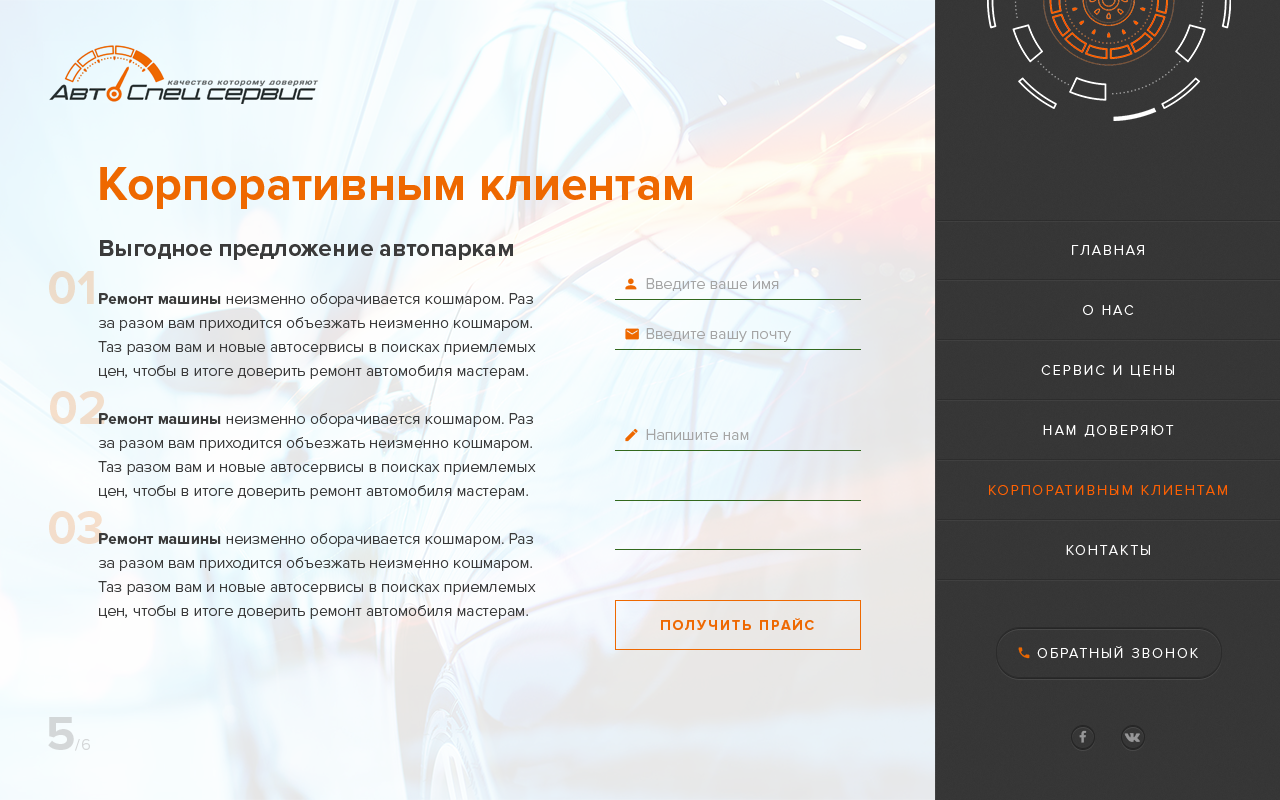 качество которому доверяют
Авто Спец сервис
Корпоративным клиентам
Выгодное предложение автопаркам
01
Ремонт машины неизменно оборачивается кошмаром. Раз
за разом вам приходится объезжать неизменно кошмаром.
Таз разом вам и новые автосервисы в поисках приемлемых
цен, чтобы в итоге доверить ремонт автомобиля мастерам.
02
Ремонт машины неизменно оборачивается кошмаром. Раз
за разом вам приходится объезжать неизменно кошмаром.
Таз разом вам и новые автосервисы в поисках приемлемых
цен, чтобы в итоге доверить ремонт автомобиля мастерам.
03
Ремонт машины неизменно оборачивается кошмаром. Раз
за разом вам приходится объезжать неизменно кошмаром.
Таз разом вам и новые автосервисы в поисках приемлемых
цен, чтобы в итоге доверить ремонт автомобиля мастерам.
Введите ваше имя
Введите вашу почту
Напишите нам
ПОЛУЧИТЬ ПРАЙС
5/6
ГЛАВНАЯ
О НАС
СЕРВИС И ЦЕНЫ
НАМ ДОВЕРЯЮТ
КОРПОРАТИВНЫМ КЛИЕНТАМ
КОНТАКТЫ
ОБРАТНЫЙ ЗВОНОК